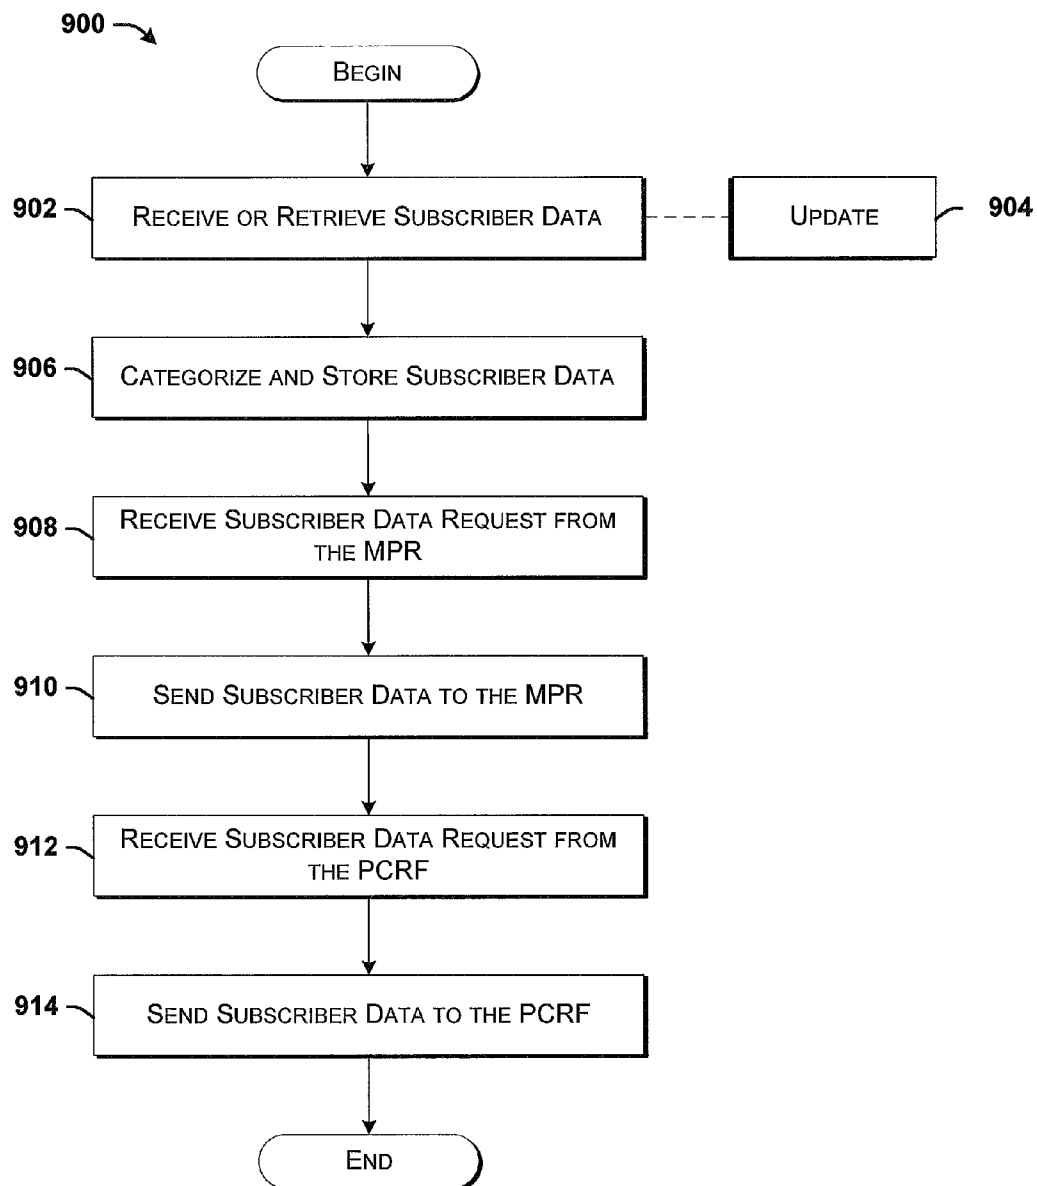 900
BEGIN
902
RECEIVE OR RETRIEVE SUBSCRIBER DATA
UPDATE
904
906
CATEGORIZE AND STORE SUBSCRIBER DATA
908
RECEIVE SUBSCRIBER DATA REQUEST FROM
THE MPR
910
SEND SUBSCRIBER DATA TO THE MPR
912
RECEIVE SUBSCRIBER DATA REQUEST FROM
THE PCRF
914
SEND SUBSCRIBER DATA TO THE PCRF
END